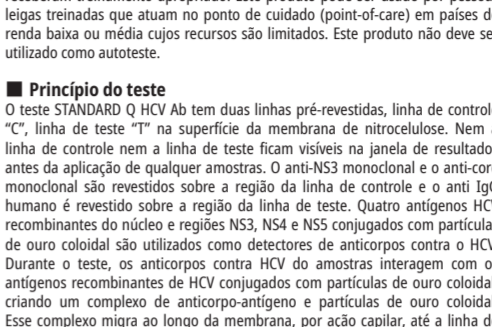 leigas treinadas que atuam no ponto de cuidado (point-of-care) em países d
renda baixa ou média cujos recursos são limitados. Este produto não deve se
utilizado como autoteste.
■ Princípio do teste
O teste STANDARD Q HCV Ab tem duas linhas pré-revestidas, linha de control
“C”, linha de teste “T” na superfície da membrana de nitrocelulose. Nem
linha de controle nem a linha de teste ficam visíveis na janela de resultado
antes da aplicação de qualquer amostras. O anti-NS3 monoclonal e o anti-cor
monoclonal são revestidos sobre a região da linha de controle e o anti IgG
humano é revestido sobre a região da linha de teste. Quatro antígenos HCV
recombinantes do núcleo e regiões NS3, NS4 e NS5 conjugados com partícula
de ouro coloidal são utilizados como detectores de anticorpos contra o HCV
Durante o teste, os anticorpos contra HCV do amostras interagem com o
antígenos recombinantes de HCV conjugados com partículas de ouro coloidal
criando um complexo de anticorpo-antígeno e partículas de ouro coloidal
Esse complexo migra ao longo da membrana, por ação capilar, até a linha d